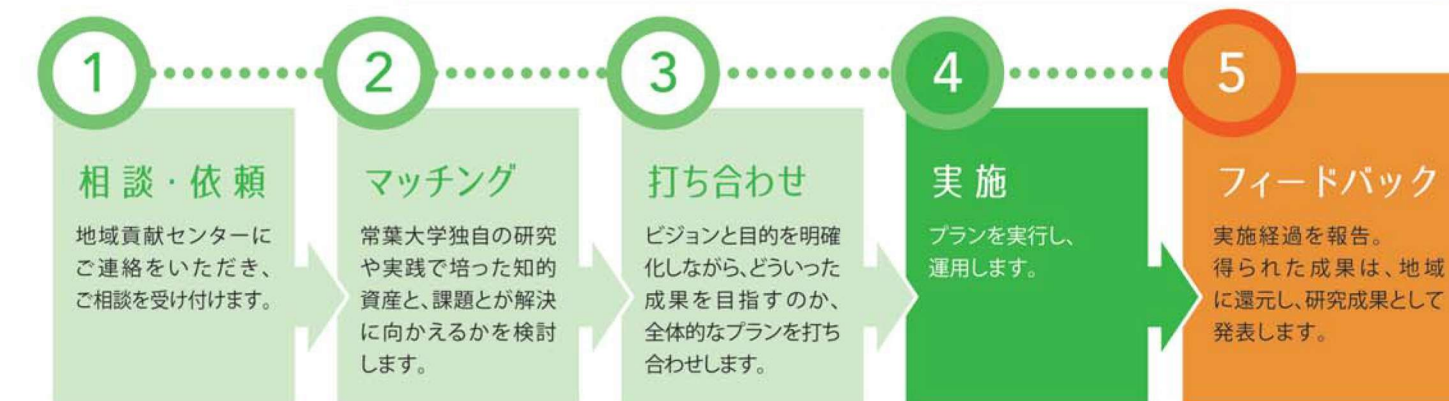 1
相談・依頼
地域貢献センターに
ご連絡をいただき、
ご相談を受け付けます。
2
マッチング
常葉大学独自の研究
や実践で培った知的
資産と、課題とが解決
に向かえるかを検討
します。
3
打ち合わせ
ビジョンと目的を明確
化しながら、どういった
成果を目指すのか、
全体的なプランを打ち
合わせします。
4
実施
プランを実行し、
運用します。
5
フィードバック
実施経過を報告。
得られた成果は、地域
に還元し、研究成果として
発表します。